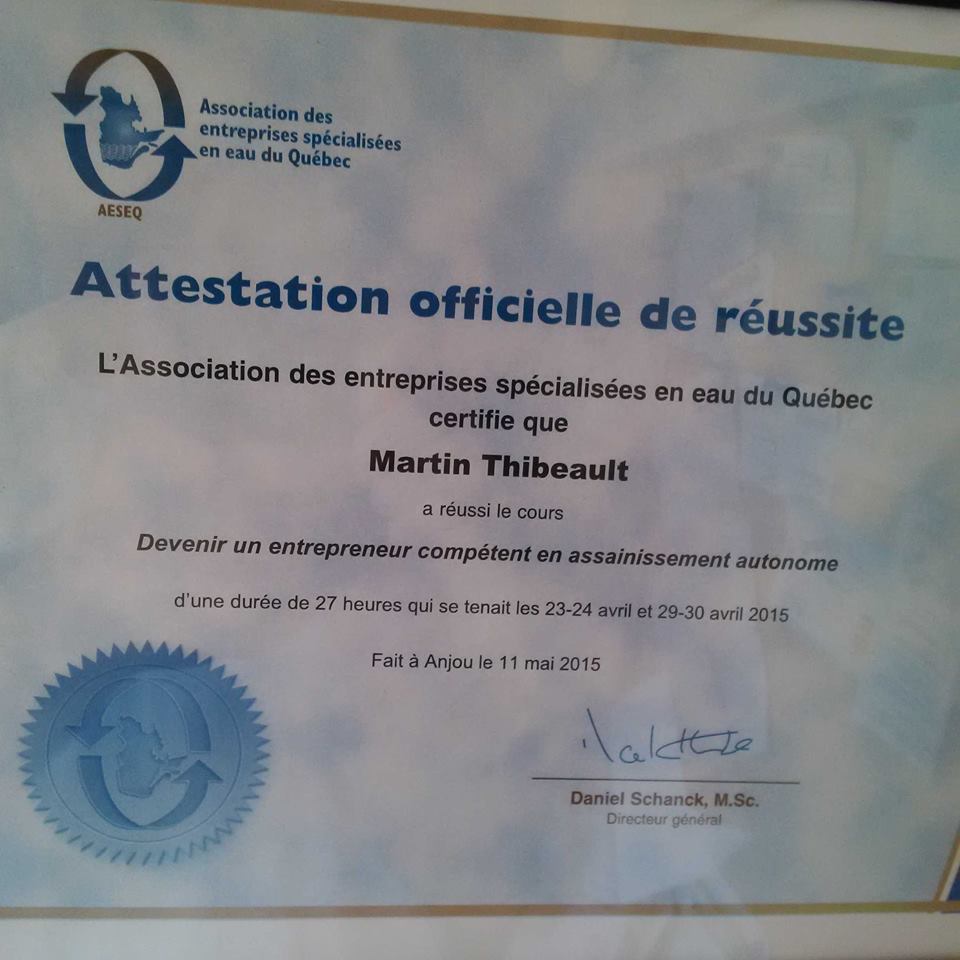 Association des
entreprises spécialisées
en eau du Québec
AESEQ
Attestation officielle de réussite
L'Association des entreprises spécialisées en eau du Québec
certifie que
Martin Thibeault
a réussi le cours
Devenir un entrepreneur compétent en assainissement autonome
d'une durée de 27 heures qui se tenait les 23-24 avril et 29-30 avril 2015
Fait à Anjou le 11 mai 2015
Daniel Schanck, M.Sc.
Directeur général